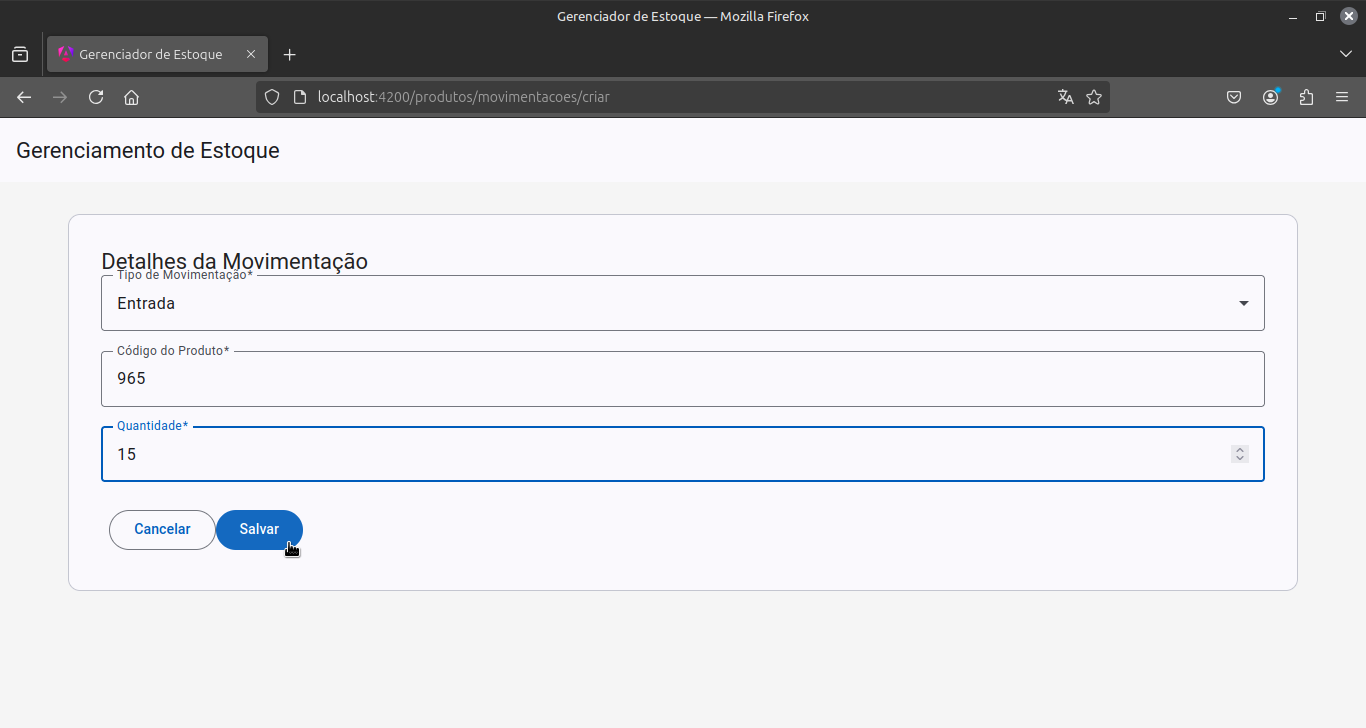 Gerenciador de Estoque — Mozilla Firefox
Gerenciador de Estoque
localhost:4200/produtos/movimentacoes/criar
Gerenciamento de Estoque
Detalhes da Movimentação
Tipo de Movimentação*
Entrada
Código do Produto*
965
Quantidade*
15
Cancelar Salvar